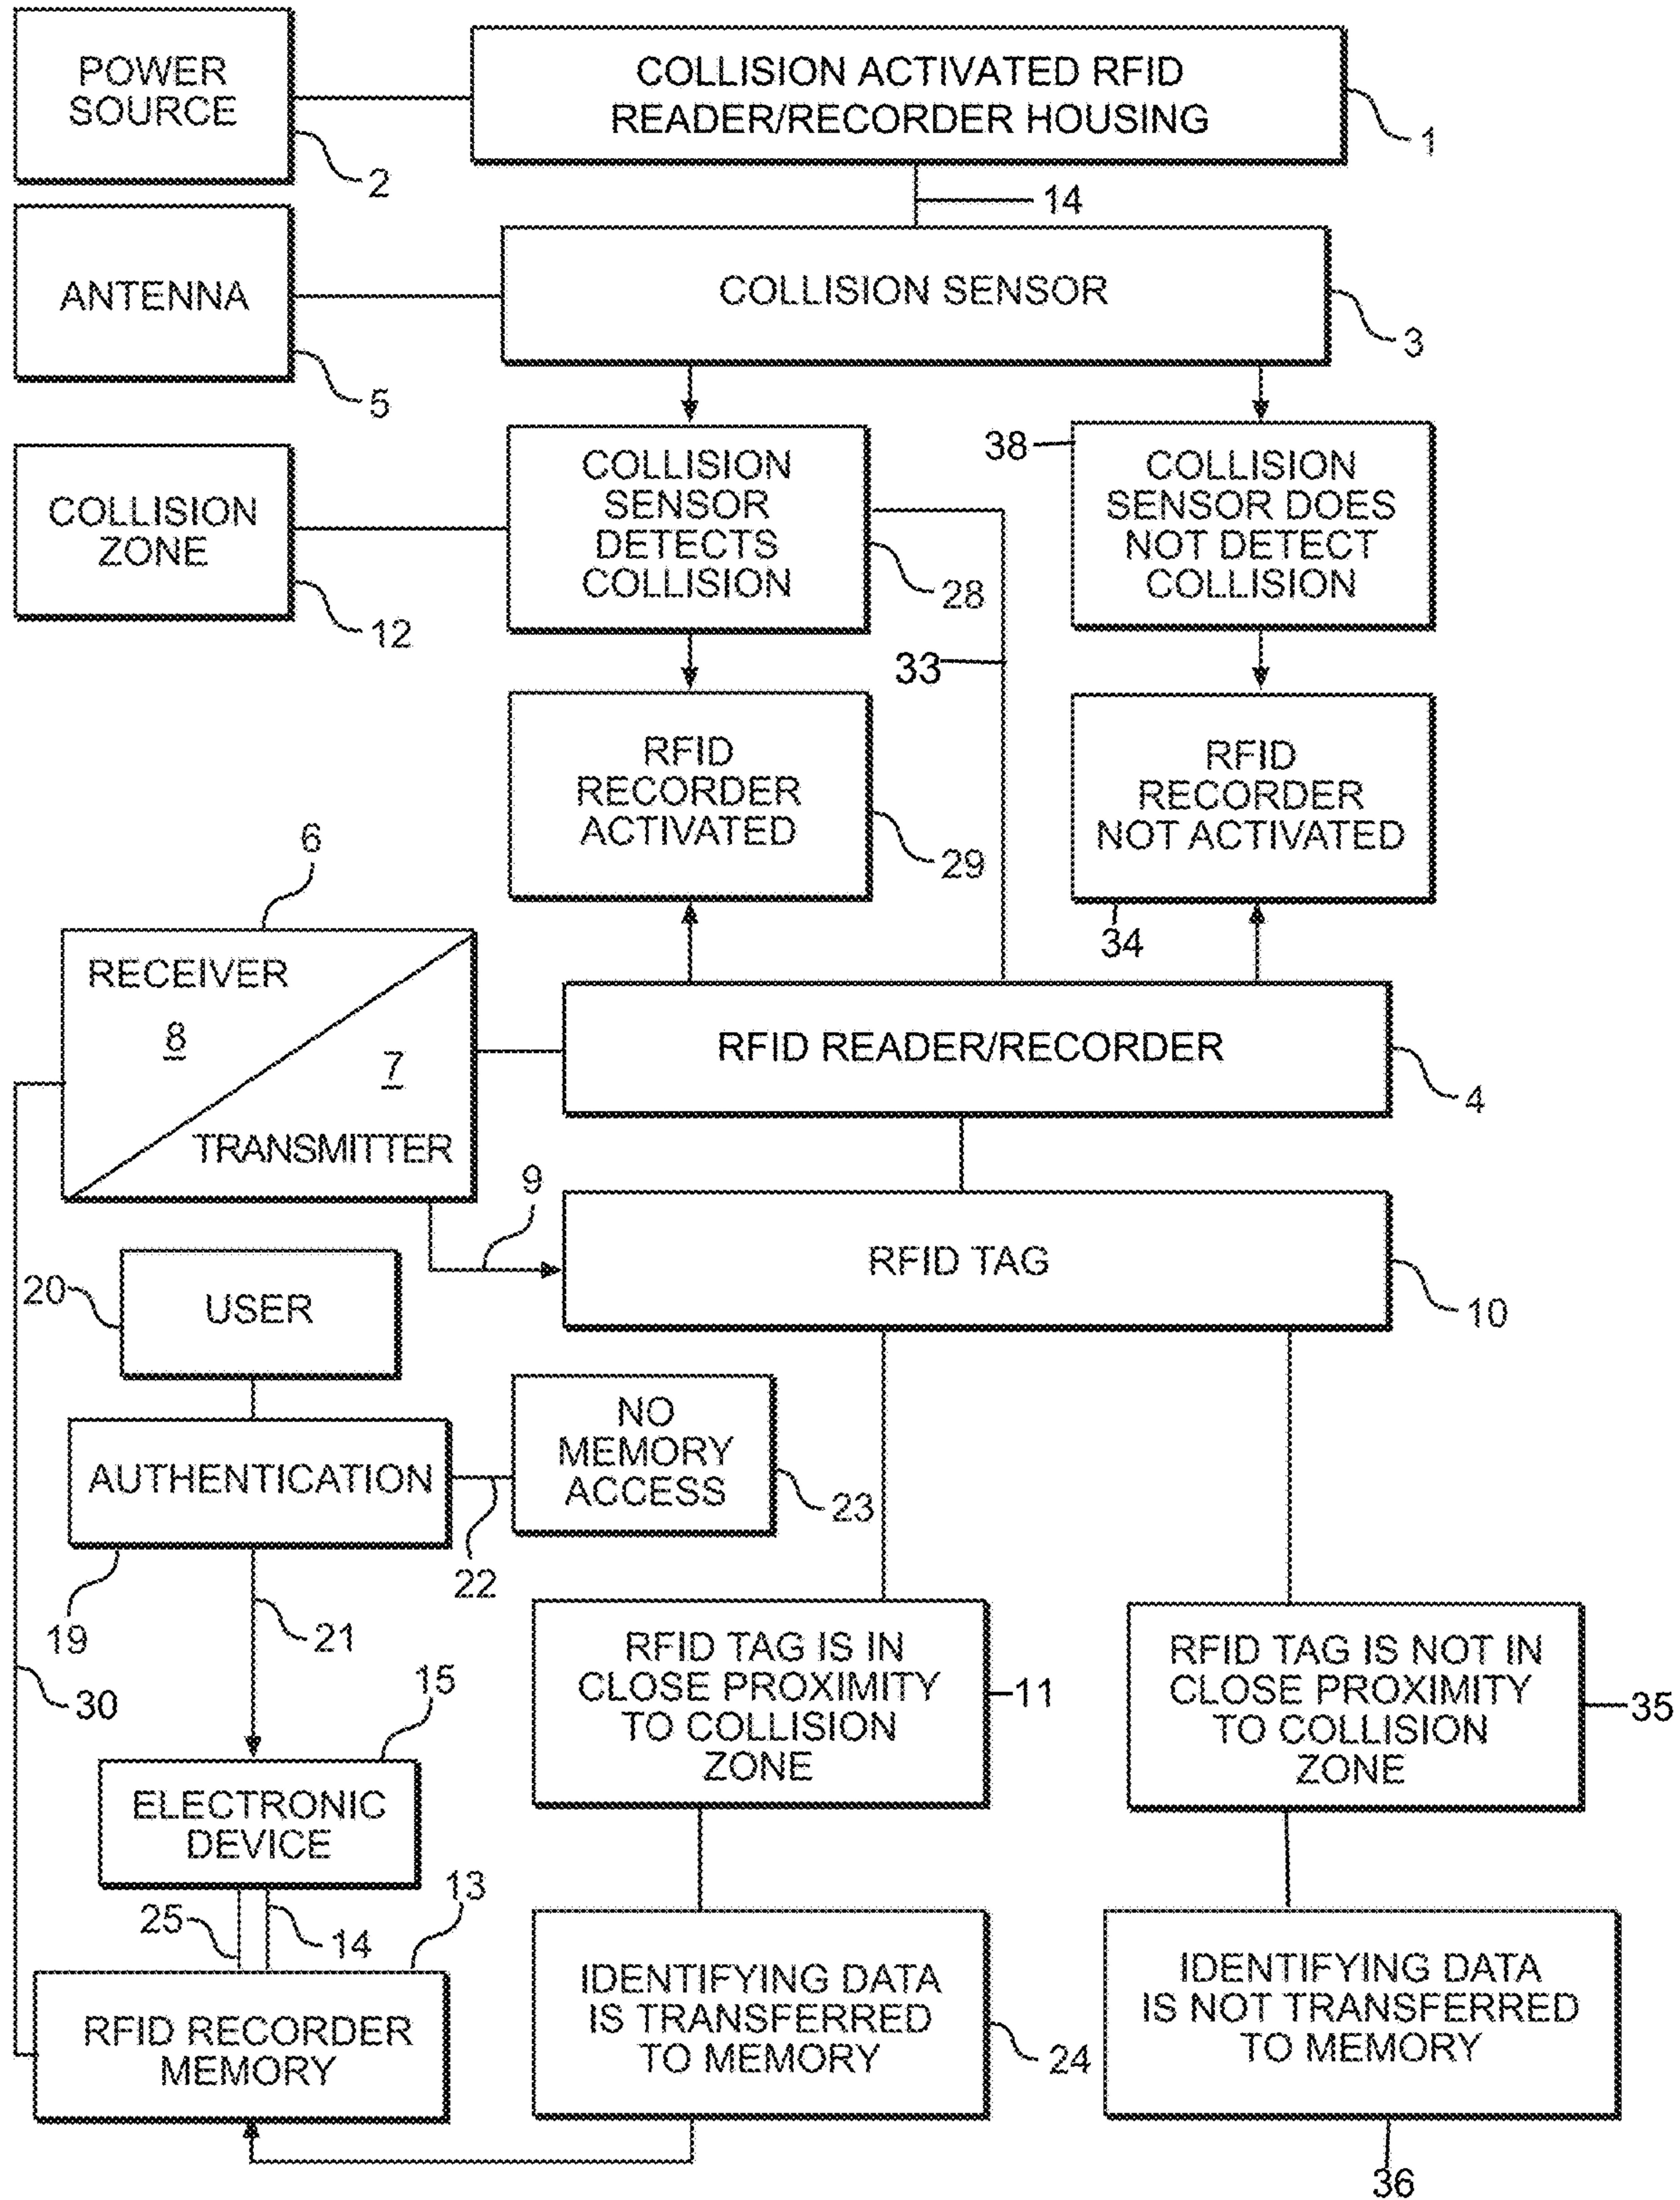 POWER
SOURCE
2
COLLISION ACTIVATED RFID
READER/RECORDER HOUSING
1
14
ANTENNA
5
COLLISION SENSOR
3
COLLISION
ZONE
12
COLLISION
SENSOR
DETECTS
COLLISION
28
33
38
COLLISION
SENSOR DOES
NOT DETECT
COLLISION
RFID
RECORDER
ACTIVATED
29
RFID
RECORDER
NOT ACTIVATED
34
6
RECEIVER
8
7
TRANSMITTER
RFID READER/RECORDER
4
9
RFID TAG
10
20
USER
AUTHENTICATION
19
22
NO
MEMORY
ACCESS
23
21
30
15
ELECTRONIC
DEVICE
25
14
13
RFID RECORDER
MEMORY
RFID TAG IS IN
CLOSE PROXIMITY
TO COLLISION
ZONE
11
RFID TAG IS NOT IN
CLOSE PROXIMITY
TO COLLISION
ZONE
35
IDENTIFYING DATA
IS TRANSFERRED
TO MEMORY
24
IDENTIFYING DATA
IS NOT TRANSFERRED
TO MEMORY
36